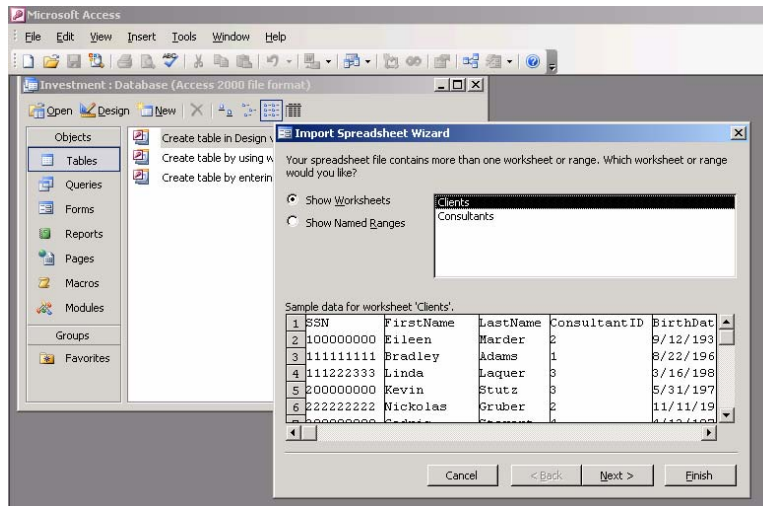 Microsoft Access
File Edit View Insert Tools Window Help
Investment : Database (Access 2000 file format)
Open Design New
Objects
Tables
Queries
Forms
Reports
Pages
Macros
Modules
Groups
Favorites
Create table in Design v
Create table by using w
Create table by enterin
Import Spreadsheet Wizard
Your spreadsheet file contains more than one worksheet or range. Which worksheet or range
would you like?
Show Worksheets
Show Named Ranges
Clients
Consultants
Sample data for worksheet 'Clients'.
1 SSN FirstName LastName ConsultantID BirthDat
2 100000000 Eileen Marder 2 9/12/193
3 111111111 Bradley Adams 1 8/22/196
4 111222333 Linda Laquer 3 3/16/198
5 200000000 Kevin Stutz 3 5/31/197
6 222222222 Nickolas Gruber 2 11/11/19
Cancel < Back Next > Finish